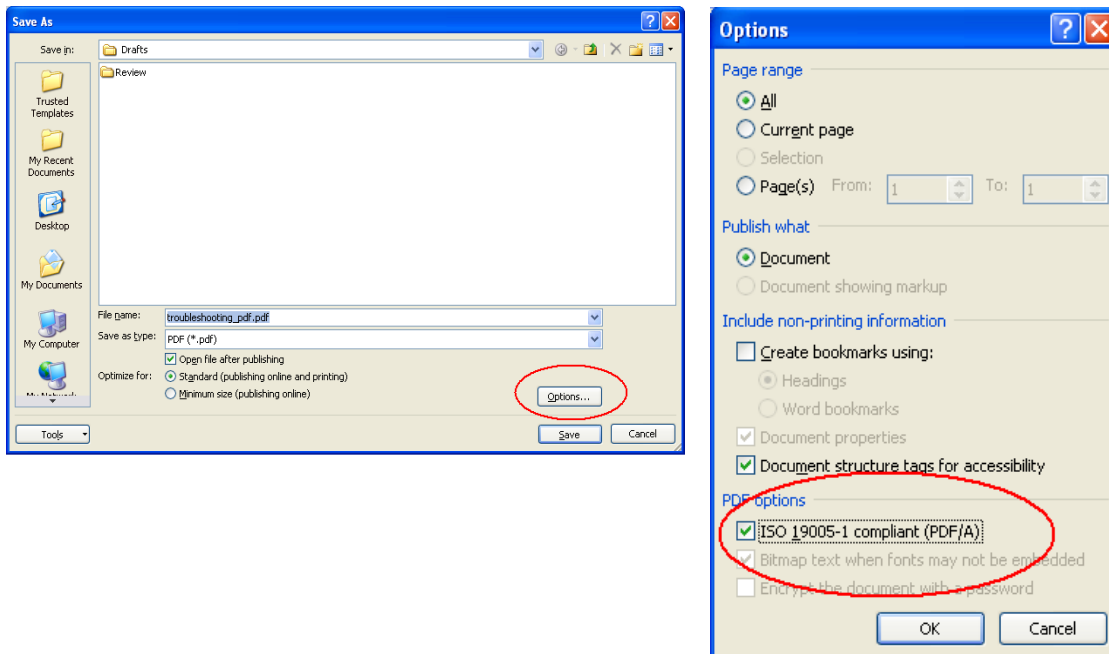 Save As
Save in:
Drafts
Review
Trusted
Templates
My Recent
Documents
Desktop
My Documents
My Computer
File name:
troubleshooting_pdf.pdf
Save as type:
PDF (*.pdf)
Open file after publishing
Optimize for:
Standard (publishing online and printing)
Minimum size (publishing online)
Options...
Tools
Save
Cancel
Options
Page range
All
Current page
Selection
Page(s) From: 1 To: 1
Publish what
Document
Document showing markup
Include non-printing information
Create bookmarks using:
Headings
Word bookmarks
Document properties
Document structure tags for accessibility
PDF options
ISO 19005-1 compliant (PDF/A)
Bitmap text when fonts may not be embedded
Encrypt the document with a password
OK
Cancel